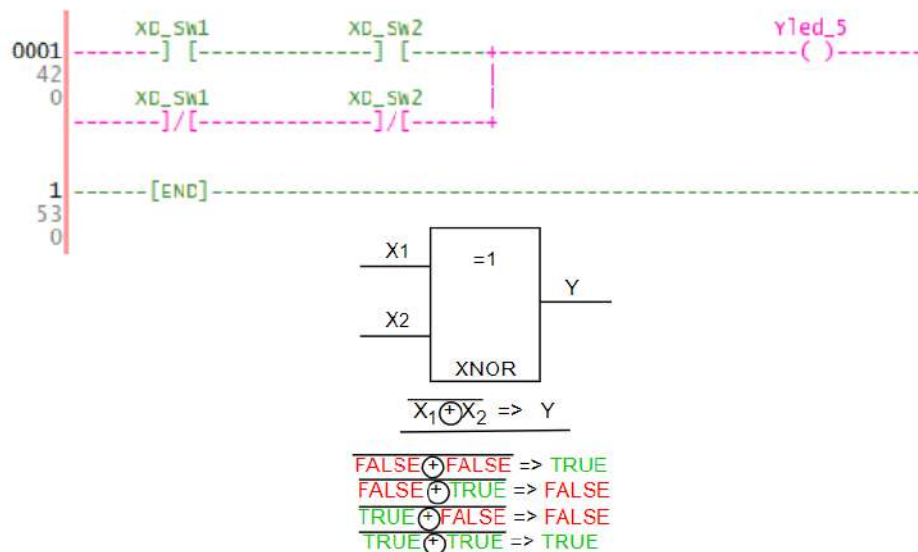 XD_SW1 XD_SW2 Yled_5
0001 ------] [-------------] [------+--------------------( )------
42
0
XD_SW1 XD_SW2
------]/[-------------]/[------+
1 ------[END]------
53
0
X1 =1
Y
X2
XNOR
X₁⊕X₂ => Y
FALSE⊕FALSE => TRUE
FALSE⊕TRUE => FALSE
TRUE⊕FALSE => FALSE
TRUE⊕TRUE => TRUE